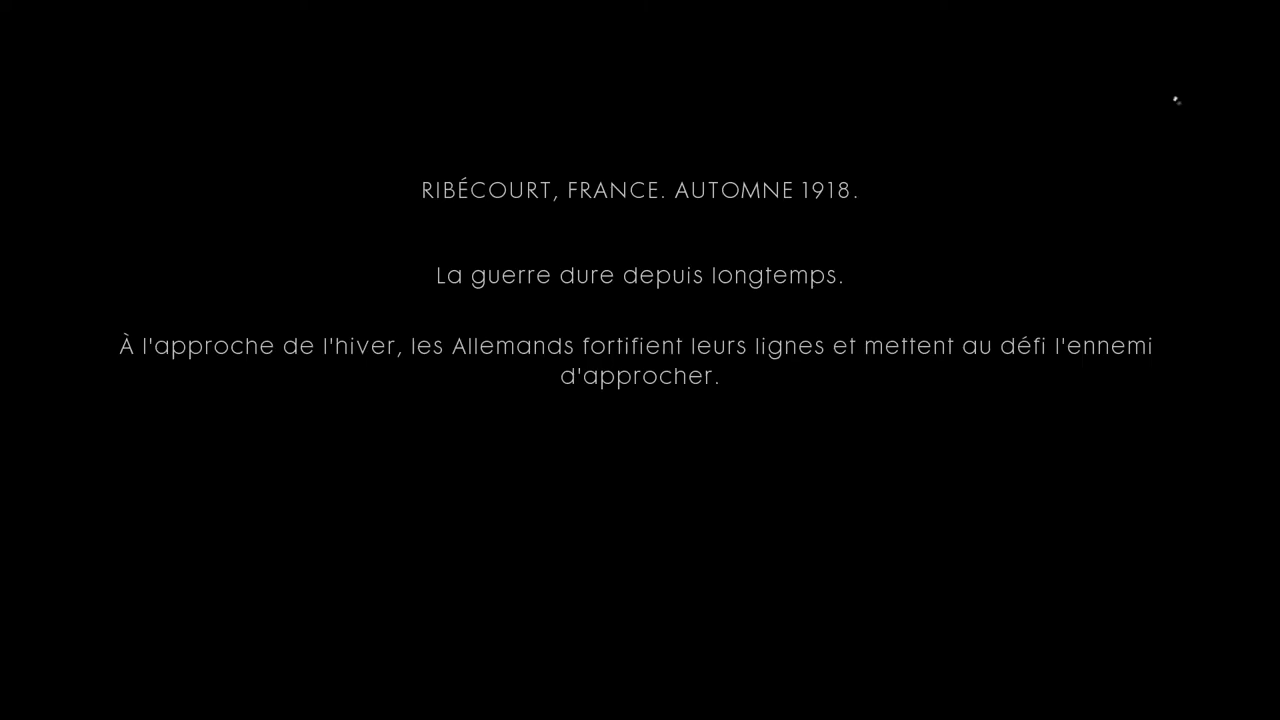 RIBÉCOURT, FRANCE. AUTOMNE 1918.
La guerre dure depuis longtemps.
À l'approche de l'hiver, les Allemands fortifient leurs lignes et mettent au défi l'ennemi
d'approcher.